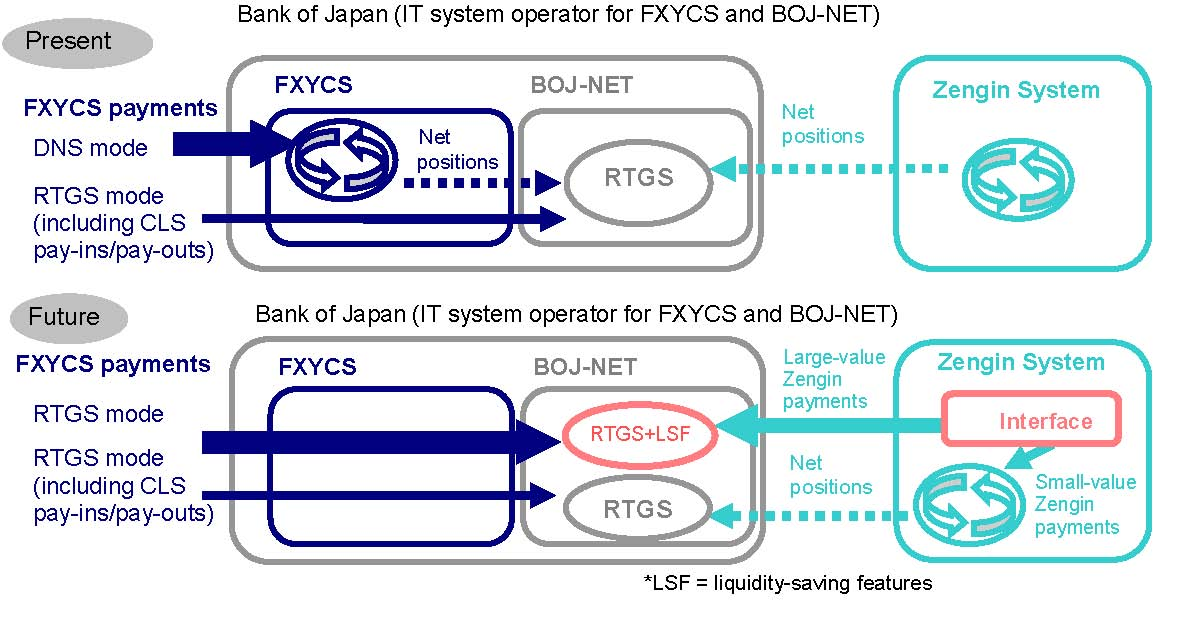 Bank of Japan (IT system operator for FXYCS and BOJ-NET)
Present
FXYCS payments
DNS mode
RTGS mode
(including CLS
pay-ins/pay-outs)
FXYCS
Net
positions
BOJ-NET
RTGS
Net
positions
Zengin System
Future
Bank of Japan (IT system operator for FXYCS and BOJ-NET)
FXYCS payments
RTGS mode
RTGS mode
(including CLS
pay-ins/pay-outs)
FXYCS
BOJ-NET
RTGS+LSF
RTGS
Large-value
Zengin
payments
Net
positions
Zengin System
Interface
Small-value
Zengin
payments
*LSF = liquidity-saving features